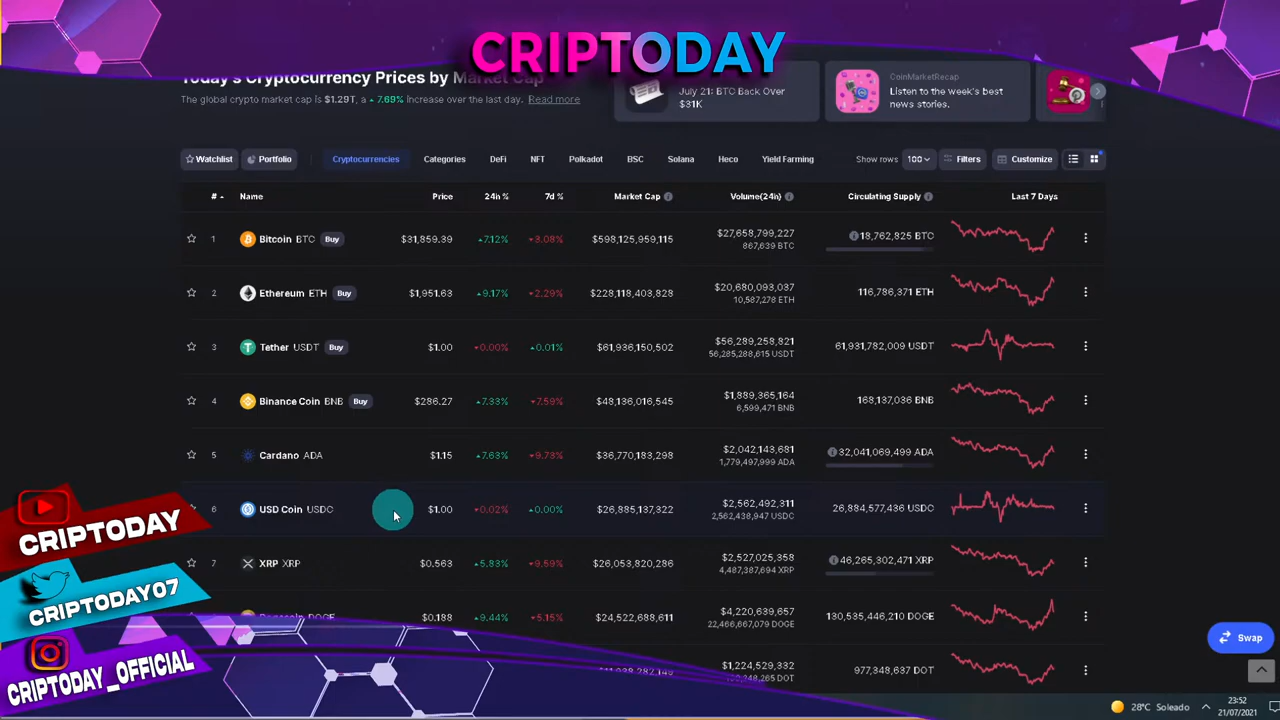 CRIPTODAY
Today's Cryptocurrency Prices by Market Cap
The global crypto market cap is $1.29T, a 7.69% increase over the last day. Read more
July 21: BTC Back Over
$31K
CoinMarketRecap
Listen to the week's best
news stories.
Watchlist Portfolio Cryptocurrencies Categories DeFi NFT Polkadot BSC Solana Heco Yield Farming Show rows 100 Filters Customize
# Name Price 24h % 7d % Market Cap Volume(24h) Circulating Supply Last 7 Days
1 Bitcoin BTC Buy $31,859.39 7.12% 3.08% $598,125,959,115 $27,658,799,227 18,762,825 BTC
867,639 BTC
2 Ethereum ETH Buy $1,951.63 9.17% 2.29% $228,118,403,828 $20,680,093,037 116,786,371 ETH
10,587,278 ETH
3 Tether USDT Buy $1.00 0.00% 0.01% $61,936,150,502 $56,289,258,821 61,931,782,009 USDT
56,285,288,615 USDT
4 Binance Coin BNB Buy $286.27 7.33% 7.59% $48,136,016,545 $1,889,365,164 168,137,036 BNB
6,599,471 BNB
5 Cardano ADA $1.15 7.63% 9.73% $36,770,183,298 $2,042,143,681 32,041,069,499 ADA
1,779,497,999 ADA
6 USD Coin USDC $1.00 0.02% 0.00% $26,885,137,322 $2,562,492,311 26,884,577,436 USDC
2,562,438,947 USDC
7 XRP XRP $0.563 5.83% 9.59% $26,053,820,286 $2,527,025,358 46,265,302,471 XRP
4,487,387,694 XRP
Dogecoin DOGE $0.188 9.44% 5.15% $24,522,688,611 $4,220,639,657 130,535,446,210 DOGE
22,466,667,079 DOGE
$1,224,529,332 977,348,637 DOT
CRIPTODAY
CRIPTODAY07
CRIPTODAY_OFFICIAL
Swap
28°C Soleado
23:52
21/07/2021